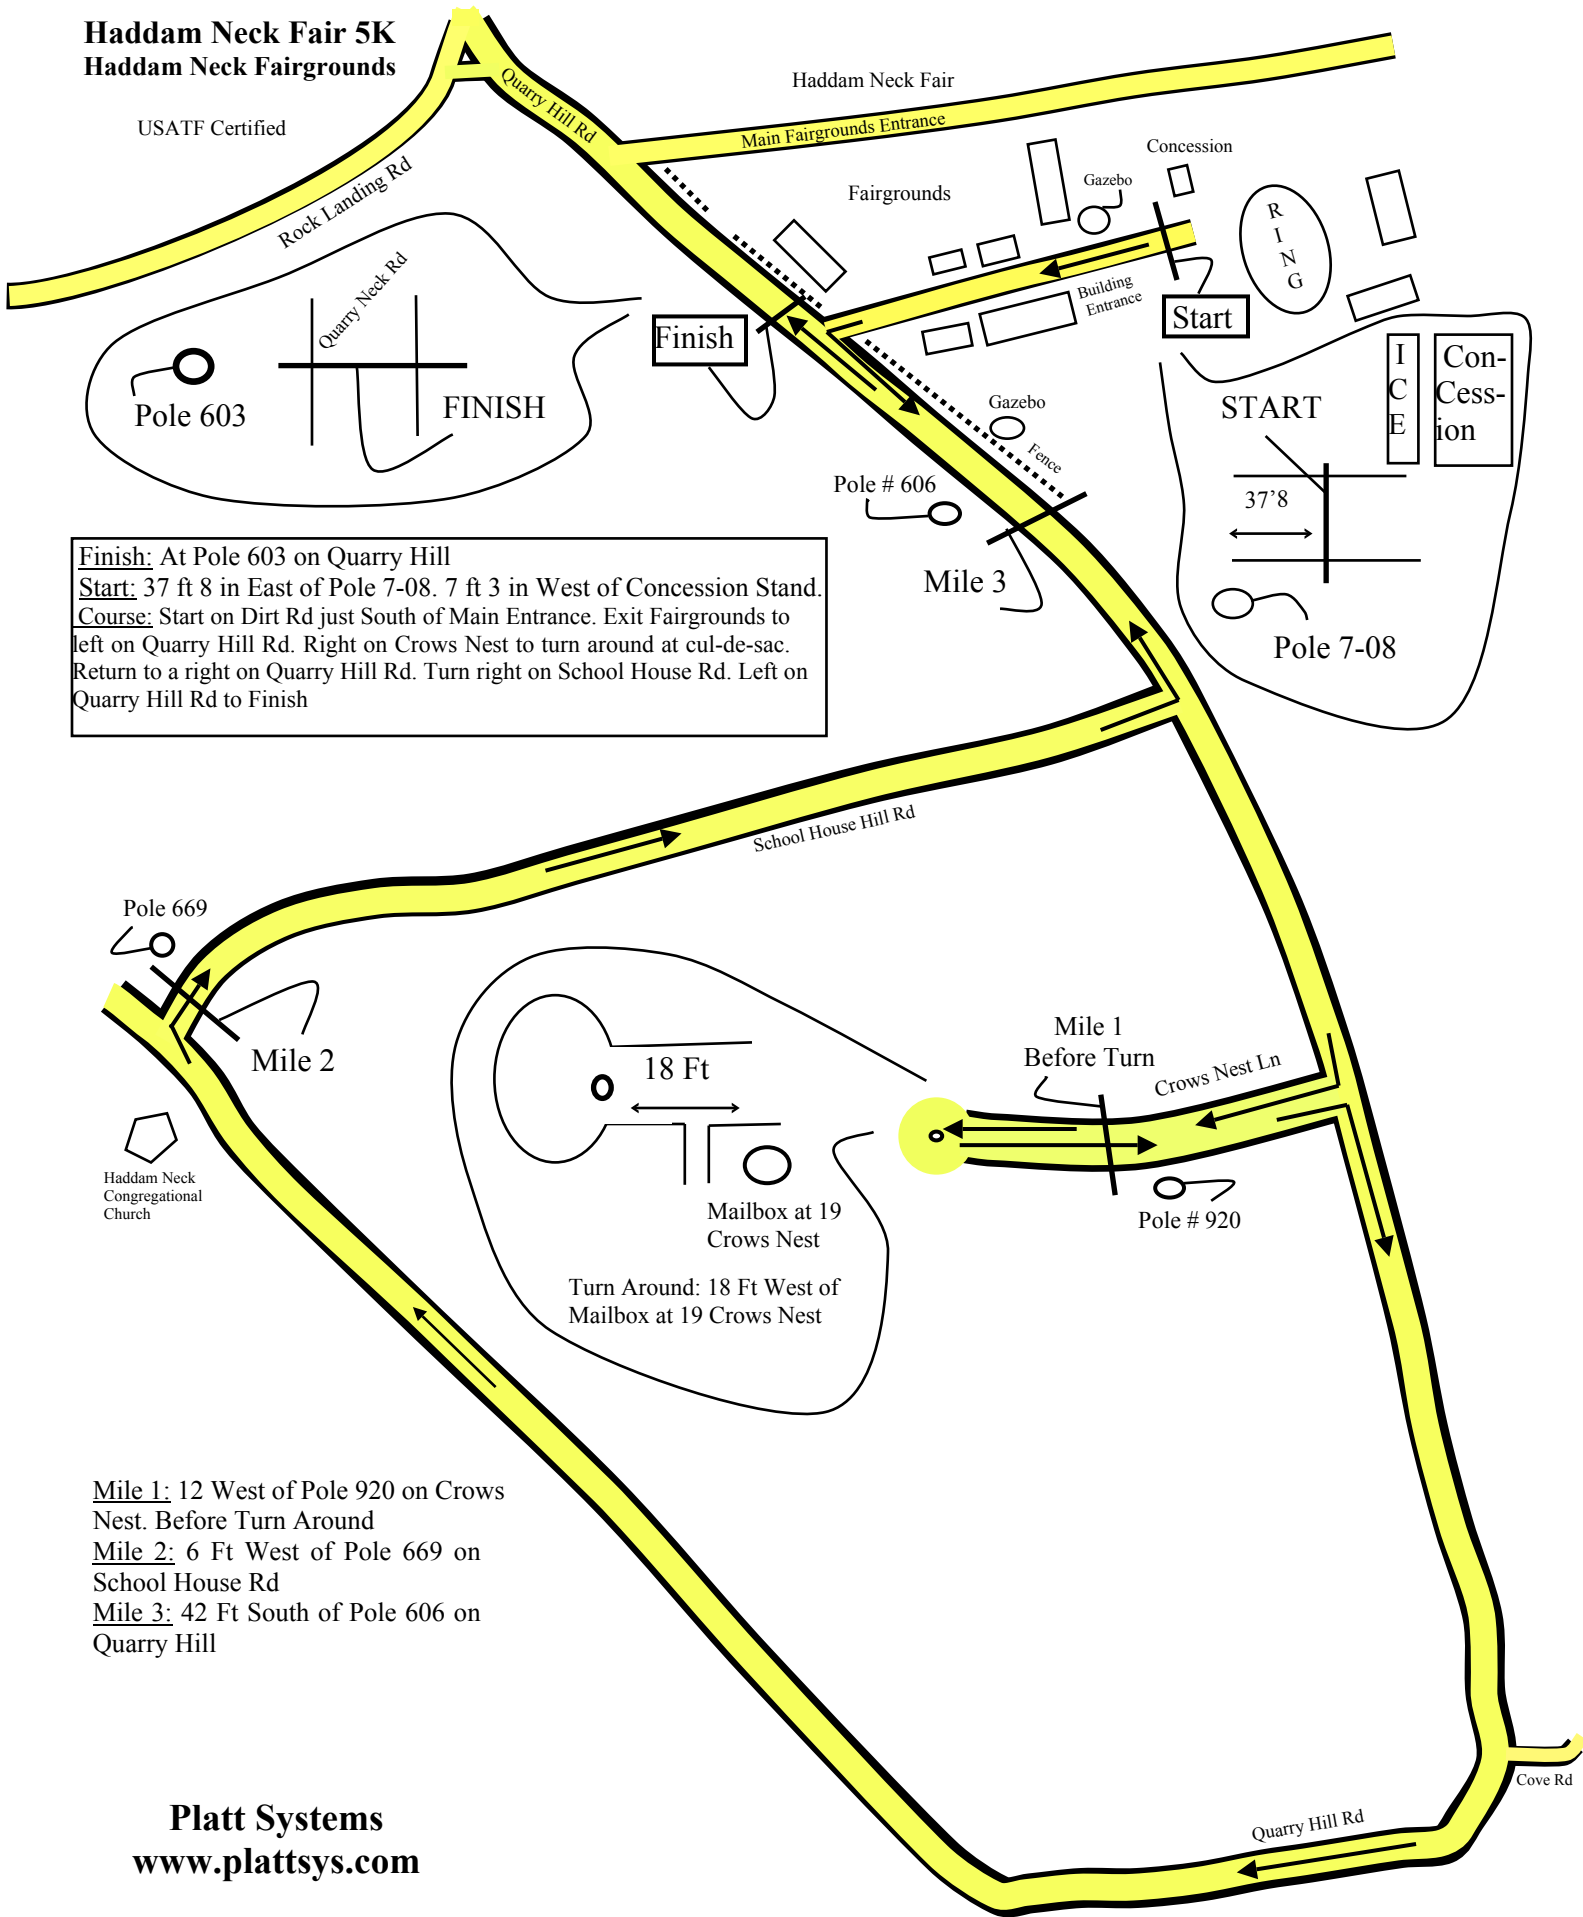 Haddam Neck Fair 5K
Haddam Neck Fairgrounds
USATF Certified
Quarry Hill Rd
Haddam Neck Fair
Main Fairgrounds Entrance
Concession
Rock Landing Rd
Fairgrounds
Gazebo
RING
Quarry Neck Rd
Building
Entrance
Start
Finish
Pole 603
FINISH
Gazebo
Fence
START
ICE
Con-
Cess-
ion
Pole # 606
37'8
Mile 3
Pole 7-08
Finish: At Pole 603 on Quarry Hill
Start: 37 ft 8 in East of Pole 7-08. 7 ft 3 in West of Concession Stand.
Course: Start on Dirt Rd just South of Main Entrance. Exit Fairgrounds to
left on Quarry Hill Rd. Right on Crows Nest to turn around at cul-de-sac.
Return to a right on Quarry Hill Rd. Turn right on School House Rd. Left on
Quarry Hill Rd to Finish
School House Hill Rd
Pole 669
Mile 2
18 Ft
Mile 1
Before Turn
Crows Nest Ln
Haddam Neck
Congregational
Church
Mailbox at 19
Crows Nest
Pole # 920
Turn Around: 18 Ft West of
Mailbox at 19 Crows Nest
Mile 1: 12 West of Pole 920 on Crows
Nest. Before Turn Around
Mile 2: 6 Ft West of Pole 669 on
School House Rd
Mile 3: 42 Ft South of Pole 606 on
Quarry Hill
Cove Rd
Quarry Hill Rd
Platt Systems
www.plattsys.com